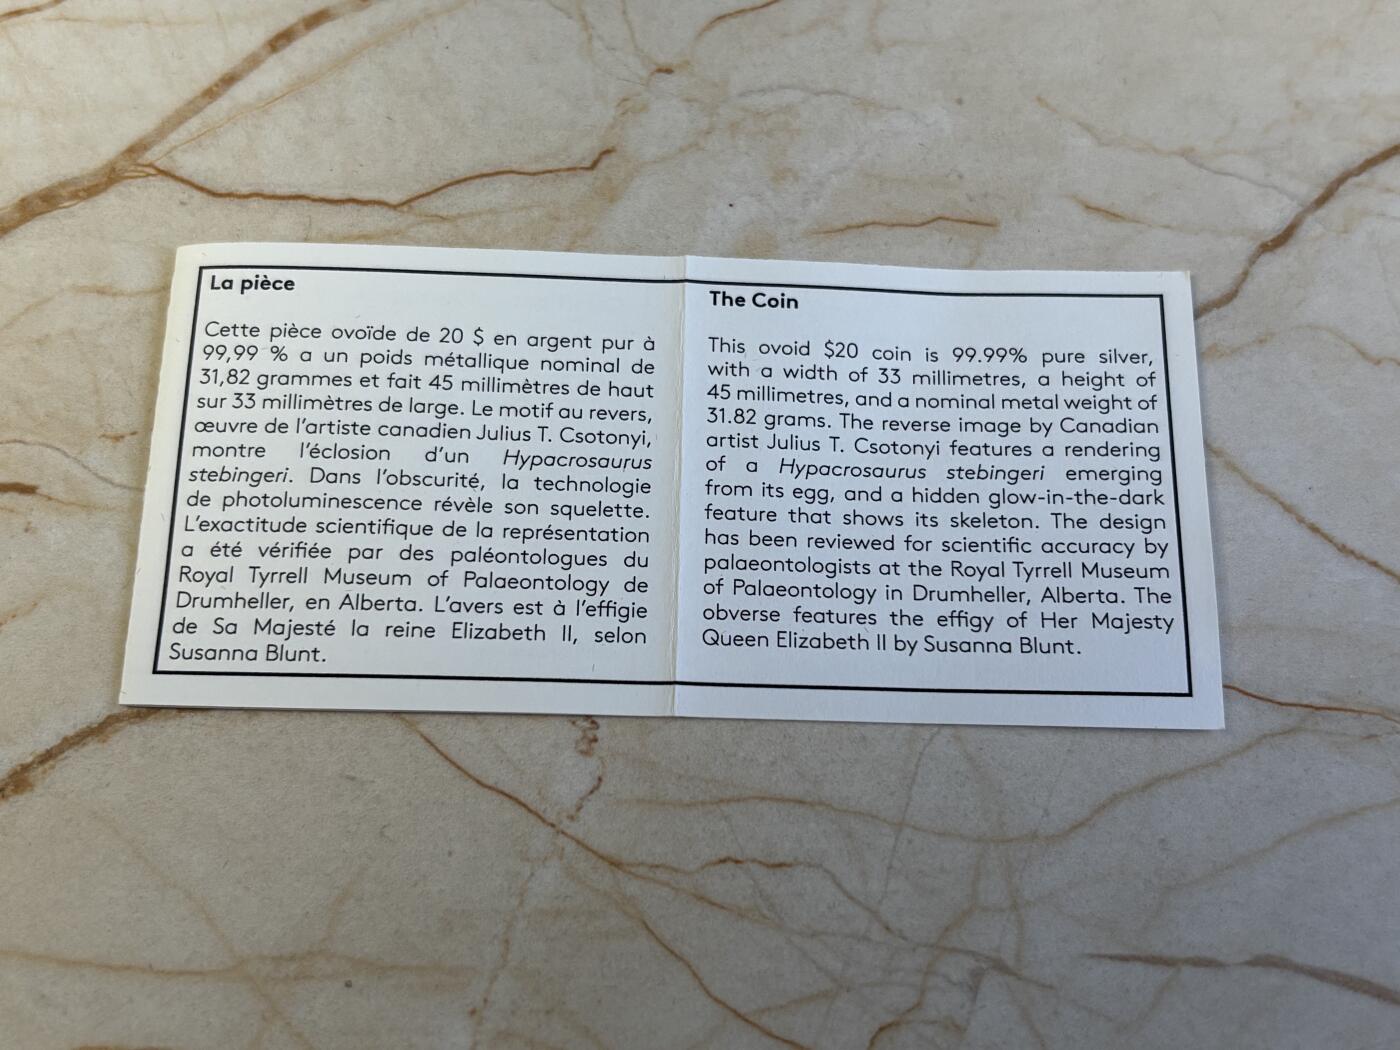 La pièce
Cette pièce ovoïde de 20 $ en argent pur à
99,99 % a un poids métallique nominal de
31,82 grammes et fait 45 millimètres de haut
sur 33 millimètres de large. Le motif au revers,
œuvre de l'artiste canadien Julius T. Csotonyi,
montre l'éclosion d'un Hypacrosaurus
stebingeri. Dans l'obscurité, la technologie
de photoluminescence révèle son squelette.
L'exactitude scientifique de la représentation
a été vérifiée par des paléontologues du
Royal Tyrrell Museum of Palaeontology de
Drumheller, en Alberta. L'avers est à l'effigie
de Sa Majesté la reine Elizabeth II, selon
Susanna Blunt.
The Coin
This ovoid $20 coin is 99.99% pure silver,
with a width of 33 millimetres, a height of
45 millimetres, and a nominal metal weight of
31.82 grams. The reverse image by Canadian
artist Julius T. Csotonyi features a rendering
of a Hypacrosaurus stebingeri emerging
from its egg, and a hidden glow-in-the-dark
feature that shows its skeleton. The design
has been reviewed for scientific accuracy by
palaeontologists at the Royal Tyrrell Museum
of Palaeontology in Drumheller, Alberta. The
obverse features the effigy of Her Majesty
Queen Elizabeth II by Susanna Blunt.